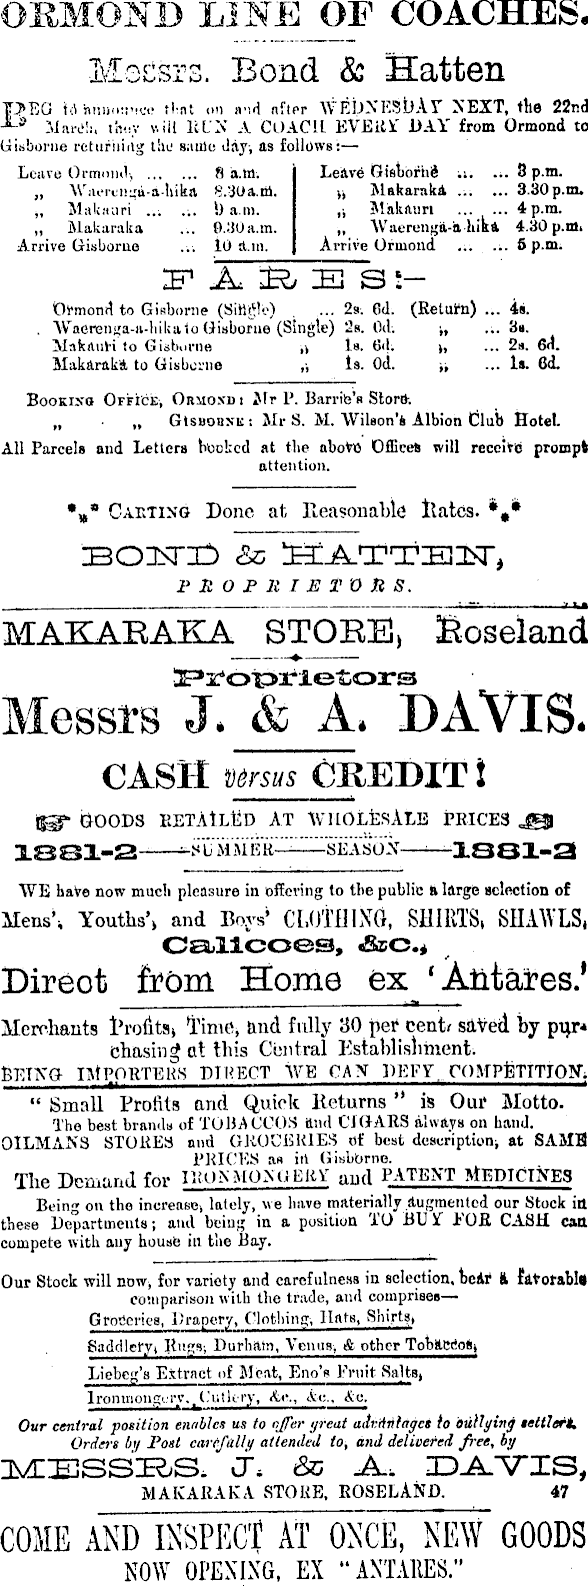 ORMOND LINE OF COACHES.
Messrs. Bond & Hatten
BEG to announce that on and after WEDNESDAY NEXT, the 22nd
March, they will RUN A COACH EVERY DAY from Ormond to
Gisborne returning the same day, as follows:—
Leave Ormond, ... ... 8 a.m.
„ Waerenga-a-hika 8.30 a.m.
„ Makauri ... ... 9 a.m.
„ Makaraka ... 9.30 a.m.
Arrive Gisborne ... 10 a.m.
Leave Gisborne ... ... 3 p.m.
„ Makaraka ... ... 3.30 p.m.
„ Makauri ... ... 4 p.m.
„ Waerenga-a-hika 4.30 p.m.
Arrive Ormond ... ... 5 p.m.
FARES:—
Ormond to Gisborne (Single) ... 2s. 6d. (Return) ... 4s.
Waerenga-a-hika to Gisborne (Single) 2s. 0d. „ ... 3s.
Makauri to Gisborne „ 1s. 6d. „ ... 2s. 6d.
Makaraka to Gisborne „ 1s. 0d. „ ... 1s. 6d.
BOOKING OFFICE, ORMOND: Mr P. Barrie's Store.
„ „ GISBORNE: Mr S. M. Wilson's Albion Club Hotel.
All Parcels and Letters booked at the above Offices will receive prompt
attention.
*** CARTING Done at Reasonable Rates. ***
BOND & HATTEN,
PROPRIETORS.
MAKARAKA STORE, Roseland
Proprietors
Messrs J. & A. DAVIS.
CASH versus CREDIT!
GOODS RETAILED AT WHOLESALE PRICES
1881-2—SUMMER—SEASON—1881-2
WE have now much pleasure in offering to the public a large selection of
Mens', Youths', and Boys' CLOTHING, SHIRTS, SHAWLS,
Calicoes, &c.,
Direct from Home ex 'Antares.'
Merchants Profits, Time, and fully 30 per cent. saved by pur-
chasing at this Central Establishment.
BEING IMPORTERS DIRECT WE CAN DEFY COMPETITION.
"Small Profits and Quick Returns" is Our Motto.
The best brands of TOBACCOS and CIGARS always on hand.
OILMANS STORES and GROCERIES of best description, at SAME
PRICES as in Gisborne.
The Demand for IRONMONGERY and PATENT MEDICINES
Being on the increase, lately, we have materially augmented our Stock in
these Departments; and being in a position TO BUY FOR CASH can
compete with any house in the Bay.
Our Stock will now, for variety and carefulness in selection, bear a favorable
comparison with the trade, and comprises—
Groceries, Drapery, Clothing, Hats, Shirts,
Saddlery, Rugs, Durham, Venus, & other Tobaccos,
Liebeg's Extract of Meat, Eno's Fruit Salts,
Ironmongery, Cutlery, &c., &c., &c.
Our central position enables us to offer great advantages to outlying settlers.
Orders by Post carefully attended to, and delivered free, by
MESSRS. J. & A. DAVIS,
MAKARAKA STORE, ROSELAND. 47
COME AND INSPECT AT ONCE, NEW GOODS
NOW OPENING, EX "ANTARES."